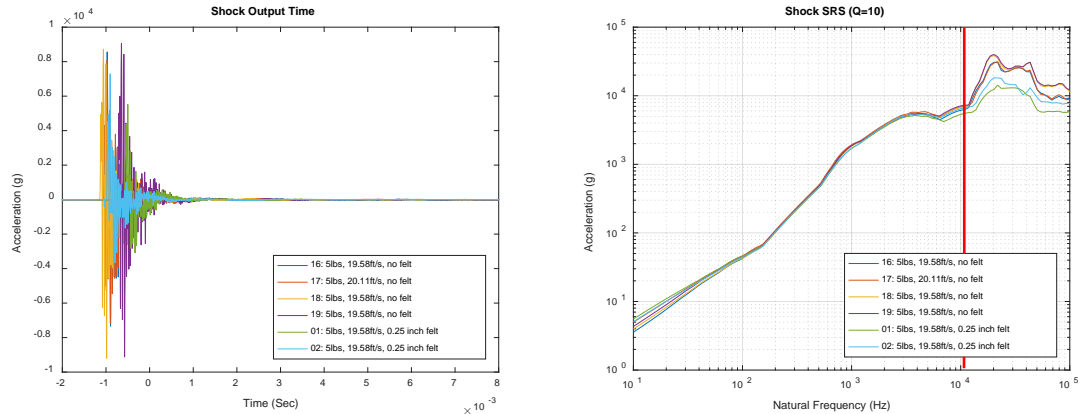 Shock Output Time
1 × 10^4
0.8
0.6
0.4
0.2
0
-0.2
-0.4
-0.6
-0.8
-1
Acceleration (g)
16: 5lbs, 19.58ft/s, no felt
17: 5lbs, 20.11ft/s, no felt
18: 5lbs, 19.58ft/s, no felt
19: 5lbs, 19.58ft/s, no felt
01: 5lbs, 19.58ft/s, 0.25 inch felt
02: 5lbs, 19.58ft/s, 0.25 inch felt
-2 -1 0 1 2 3 4 5 6 7 8
Time (Sec)
× 10^-3
Shock SRS (Q=10)
10^5
10^4
10^3
10^2
10^1
10^0
Acceleration (g)
16: 5lbs, 19.58ft/s, no felt
17: 5lbs, 20.11ft/s, no felt
18: 5lbs, 19.58ft/s, no felt
19: 5lbs, 19.58ft/s, no felt
01: 5lbs, 19.58ft/s, 0.25 inch felt
02: 5lbs, 19.58ft/s, 0.25 inch felt
10^1 10^2 10^3 10^4 10^5
Natural Frequency (Hz)